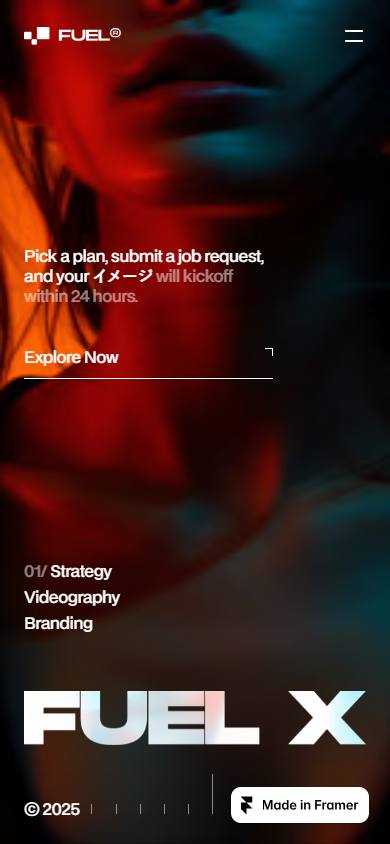 FUEL®
Pick a plan, submit a job request,
and your イメージ will kickoff
within 24 hours.
Explore Now
01/ Strategy
Videography
Branding
FUEL X
© 2025
Made in Framer